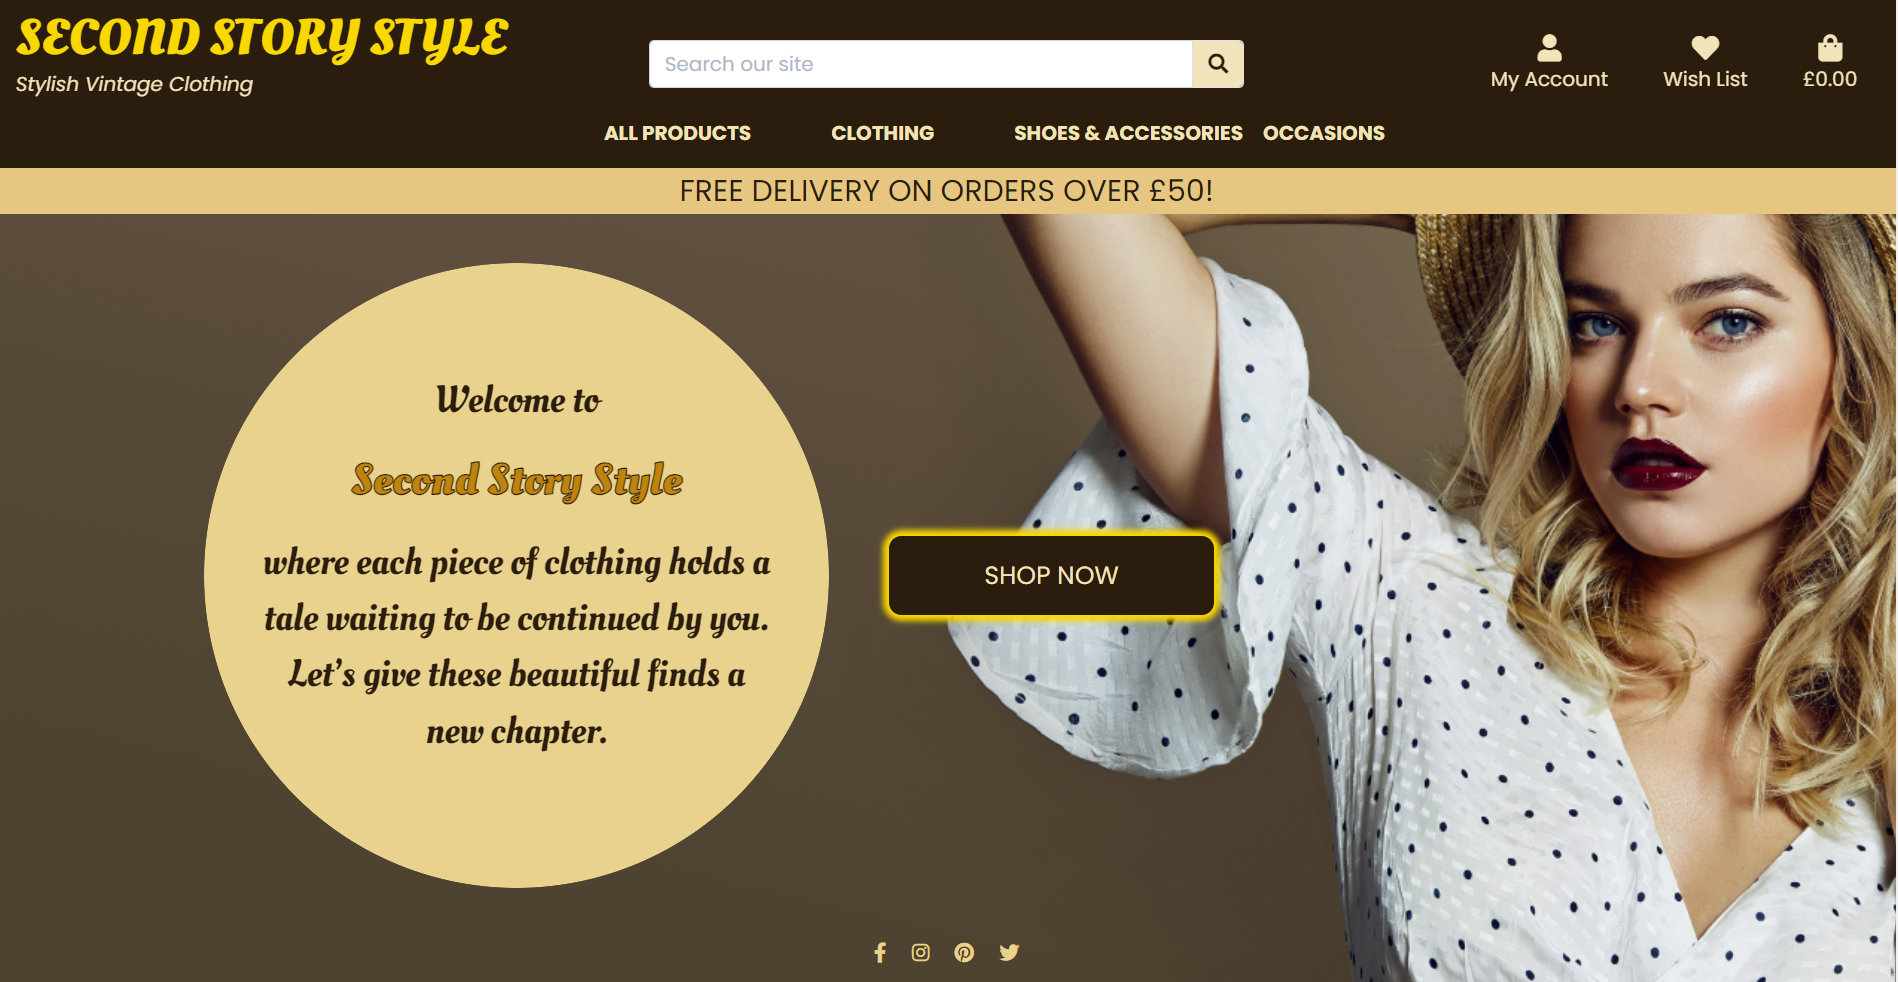 SECOND STORY STYLE
Stylish Vintage Clothing
Search our site
My Account
Wish List
£0.00
ALL PRODUCTS
CLOTHING
SHOES & ACCESSORIES
OCCASIONS
FREE DELIVERY ON ORDERS OVER £50!
Welcome to
Second Story Style
where each piece of clothing holds a
tale waiting to be continued by you.
Let’s give these beautiful finds a
new chapter.
SHOP NOW